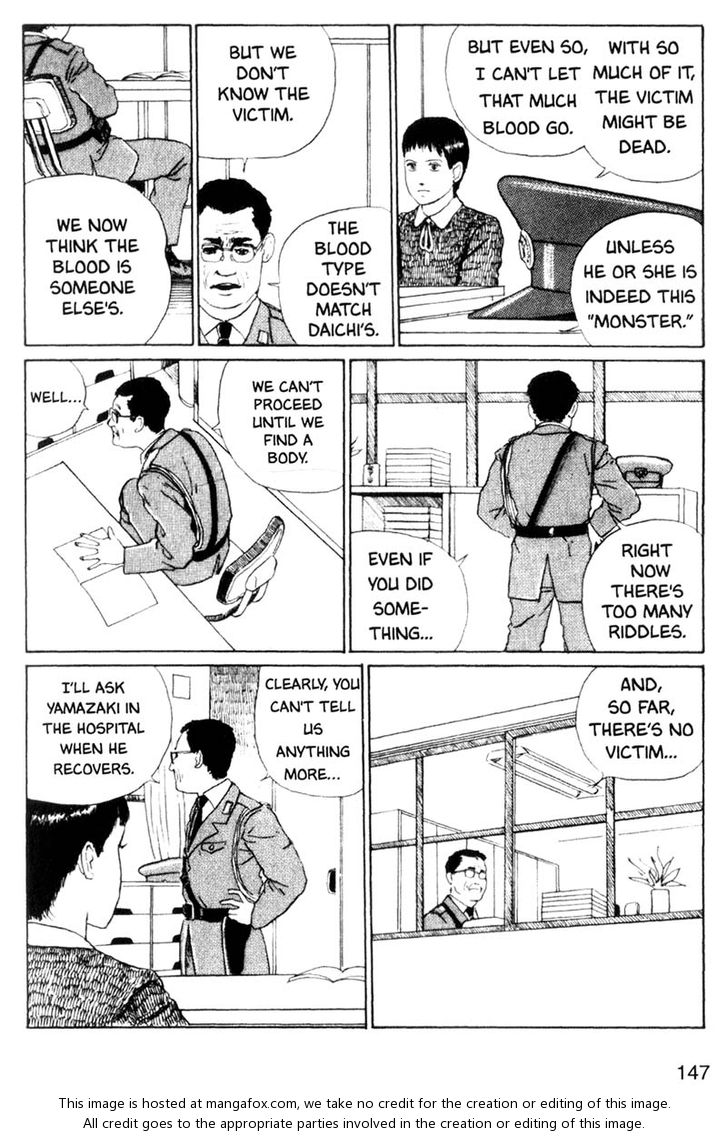 WITH SO
MUCH OF IT,
THE VICTIM
MIGHT BE
DEAD.
BUT EVEN SO,
I CAN'T LET
THAT MUCH
BLOOD GO.
UNLESS
HE OR SHE IS
INDEED THIS
"MONSTER."
BUT WE
DON'T
KNOW THE
VICTIM.
THE
BLOOD
TYPE
DOESN'T
MATCH
DAICHI'S.
WE NOW
THINK THE
BLOOD IS
SOMEONE
ELSE'S.
RIGHT
NOW
THERE'S
TOO MANY
RIDDLES.
EVEN IF
YOU DID
SOME-
THING...
WE CAN'T
PROCEED
UNTIL WE
FIND A
BODY.
WELL...
AND,
SO FAR,
THERE'S NO
VICTIM...
CLEARLY, YOU
CAN'T TELL
US
ANYTHING
MORE...
I'LL ASK
YAMAZAKI IN
THE HOSPITAL
WHEN HE
RECOVERS.
147
This image is hosted at mangafox.com, we take no credit for the creation or editing of this image.
All credit goes to the appropriate parties involved in the creation or editing of this image.